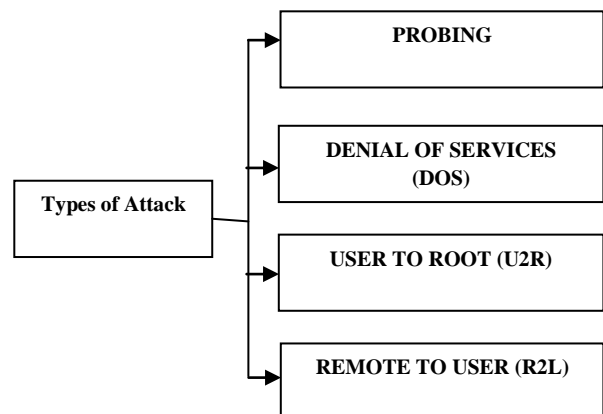 PROBING
DENIAL OF SERVICES
(DOS)
Types of Attack
USER TO ROOT (U2R)
REMOTE TO USER (R2L)